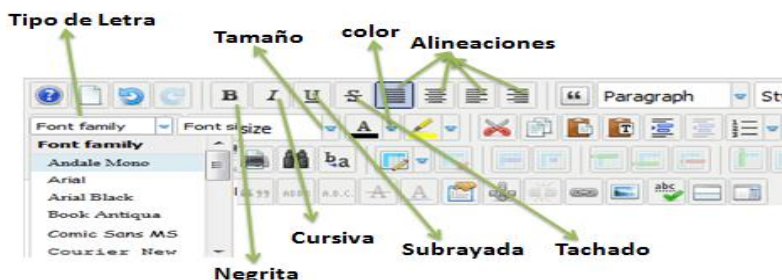 Tipo de Letra
Tamaño color Alineaciones
B I U S Paragraph St
Font family Font size A
Font family
Andale Mono
Arial
Arial Black
Book Antiqua
Comic Sans MS
Courier New
Cursiva Subrayada Tachado
Negrita